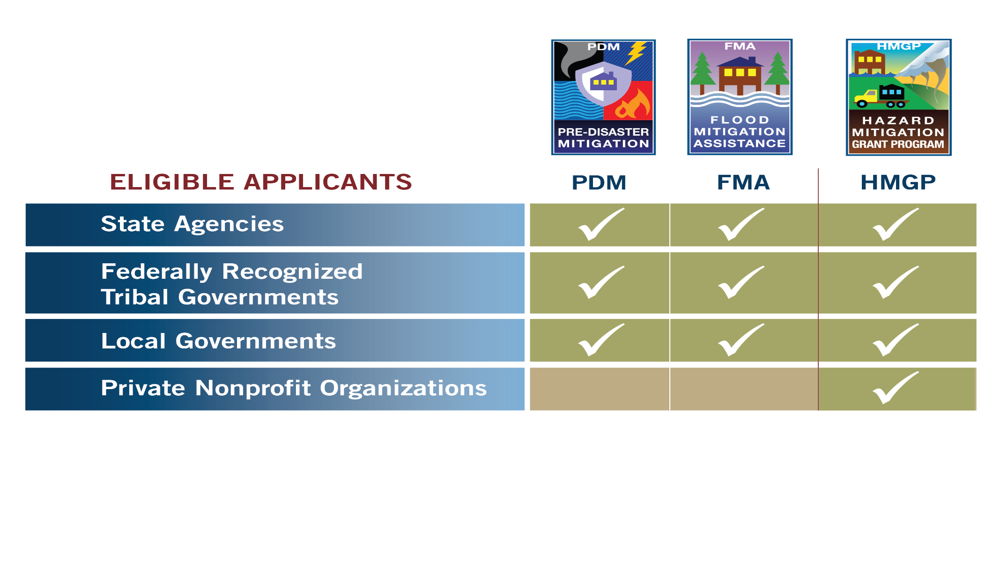 PDM
PRE-DISASTER
MITIGATION
FMA
FLOOD
MITIGATION
ASSISTANCE
HMGP
HAZARD
MITIGATION
GRANT PROGRAM
ELIGIBLE APPLICANTS PDM FMA HMGP
State Agencies
Federally Recognized
Tribal Governments
Local Governments
Private Nonprofit Organizations